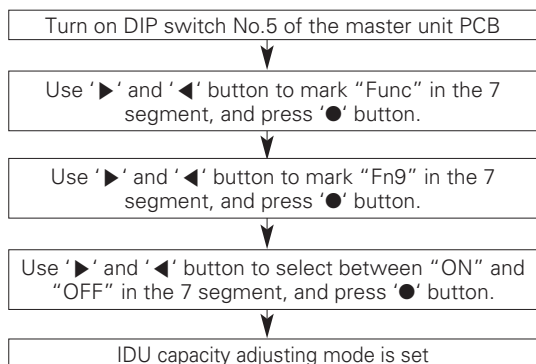 Turn on DIP switch No.5 of the master unit PCB
Use ‘▶‘ and ‘◀‘ button to mark “Func” in the 7
segment, and press ‘●‘ button.
Use ‘▶‘ and ‘◀‘ button to mark “Fn9” in the 7
segment, and press ‘●‘ button.
Use ‘▶‘ and ‘◀‘ button to select between “ON” and
“OFF” in the 7 segment, and press ‘●‘ button.
IDU capacity adjusting mode is set